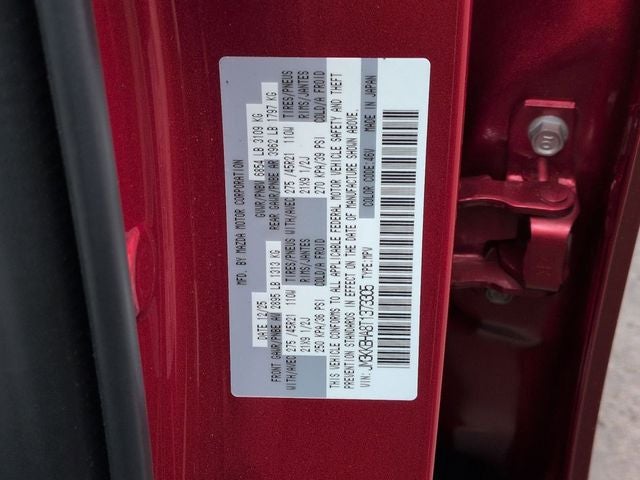 MFD. BY MAZDA MOTOR CORPORATION
DATE 12/25 GVWR/PNBV 6854 LB 3109 KG
FRONT GAWR/PNBE AV 2895 LB 1313 KG REAR GAWR/PNBE AR 3962 LB 1797 KG
WITH/AVEC 275 /45R21 110W TIRES/PNEUS WITH/AVEC 275 /45R21 110W TIRES/PNEUS
21X9 1/2J RIMS/JANTES 21X9 1/2J RIMS/JANTES
250 KPA/36 PSI COLD/A FROID 270 KPA/39 PSI COLD/A FROID
THIS VEHICLE CONFORMS TO ALL APPLICABLE FEDERAL MOTOR VEHICLE SAFETY AND THEFT
PREVENTION STANDARDS IN EFFECT ON THE DATE OF MANUFACTURE SHOWN ABOVE.
VIN: JM3KKBHA8T1373305 TYPE:MPV COLOR CODE:46V MADE IN JAPAN